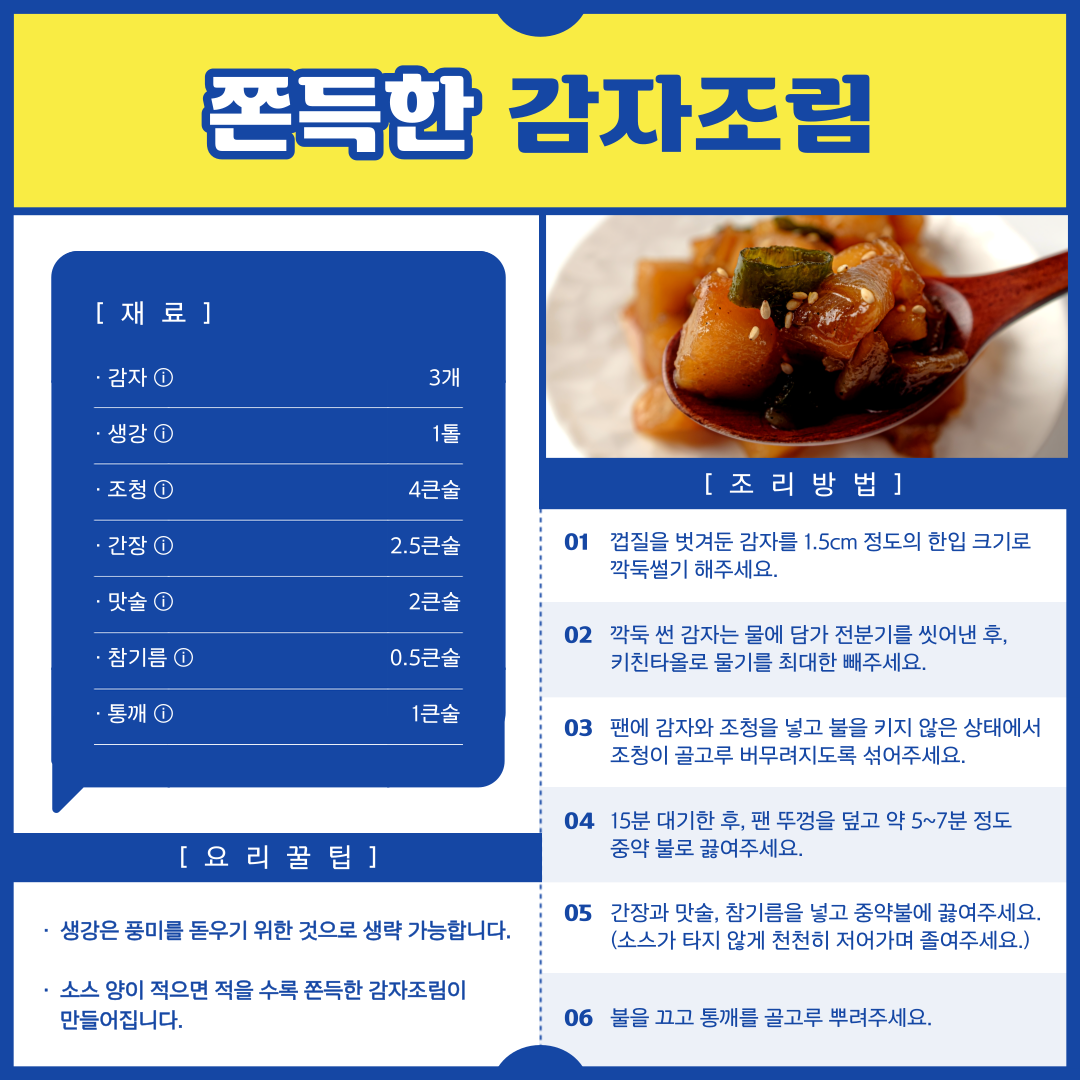 쫀득한 감자조림
[ 재 료 ]
· 감자 ⓘ 3개
· 생강 ⓘ 1톨
· 조청 ⓘ 4큰술
· 간장 ⓘ 2.5큰술
· 맛술 ⓘ 2큰술
· 참기름 ⓘ 0.5큰술
· 통깨 ⓘ 1큰술
[ 요 리 꿀 팁 ]
· 생강은 풍미를 돋우기 위한 것으로 생략 가능합니다.
· 소스 양이 적으면 적을 수록 쫀득한 감자조림이
만들어집니다.
[ 조 리 방 법 ]
01 껍질을 벗겨둔 감자를 1.5cm 정도의 한입 크기로
깍둑썰기 해주세요.
02 깍둑 썬 감자는 물에 담가 전분기를 씻어낸 후,
키친타올로 물기를 최대한 빼주세요.
03 팬에 감자와 조청을 넣고 불을 키지 않은 상태에서
조청이 골고루 버무려지도록 섞어주세요.
04 15분 대기한 후, 팬 뚜껑을 덮고 약 5~7분 정도
중약 불로 끓여주세요.
05 간장과 맛술, 참기름을 넣고 중약불에 끓여주세요.
(소스가 타지 않게 천천히 저어가며 졸여주세요.)
06 불을 끄고 통깨를 골고루 뿌려주세요.